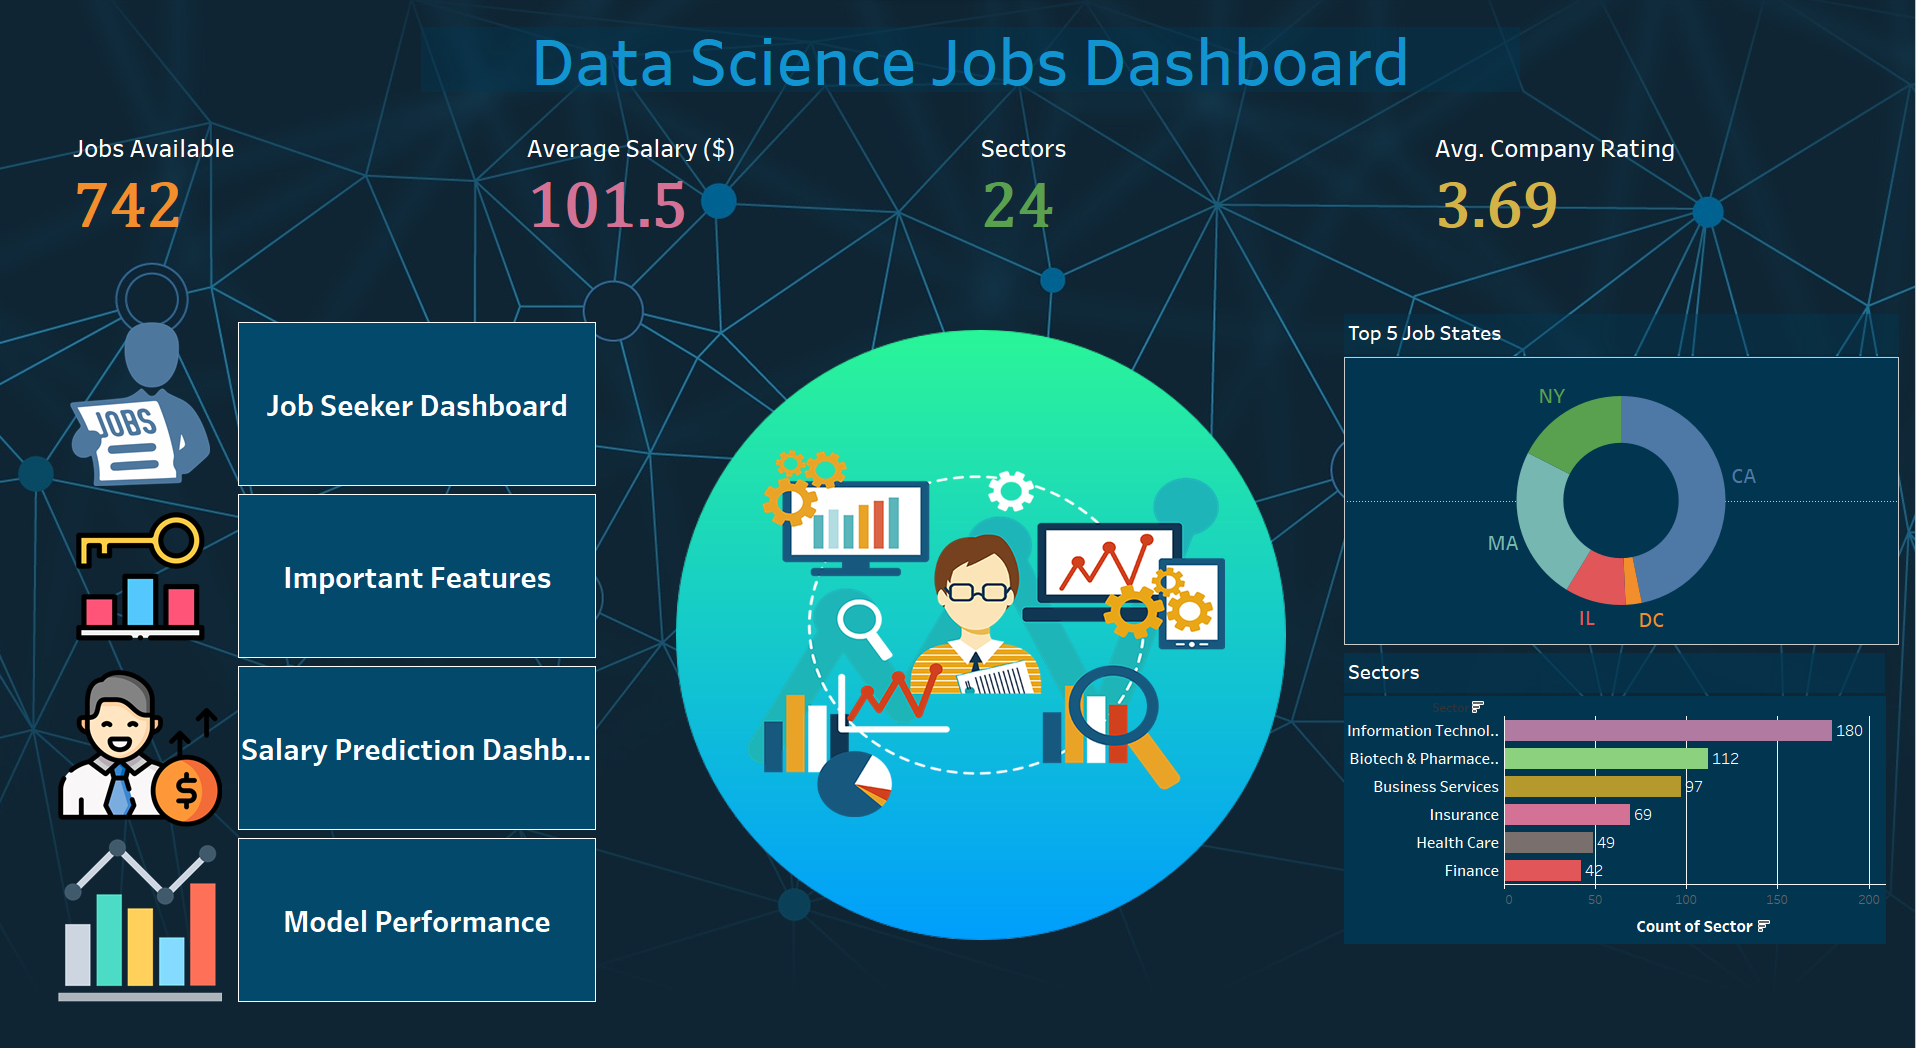 Data Science Jobs Dashboard
Jobs Available
742
Average Salary ($)
101.5
Sectors
24
Avg. Company Rating
3.69
JOBS
Job Seeker Dashboard
Important Features
$
Salary Prediction Dashb...
Model Performance
Top 5 Job States
NY
CA
MA
IL
DC
Sectors
Sector
Information Technol.. 180
Biotech & Pharmace.. 112
Business Services 97
Insurance 69
Health Care 49
Finance 42
0 50 100 150 200
Count of Sector